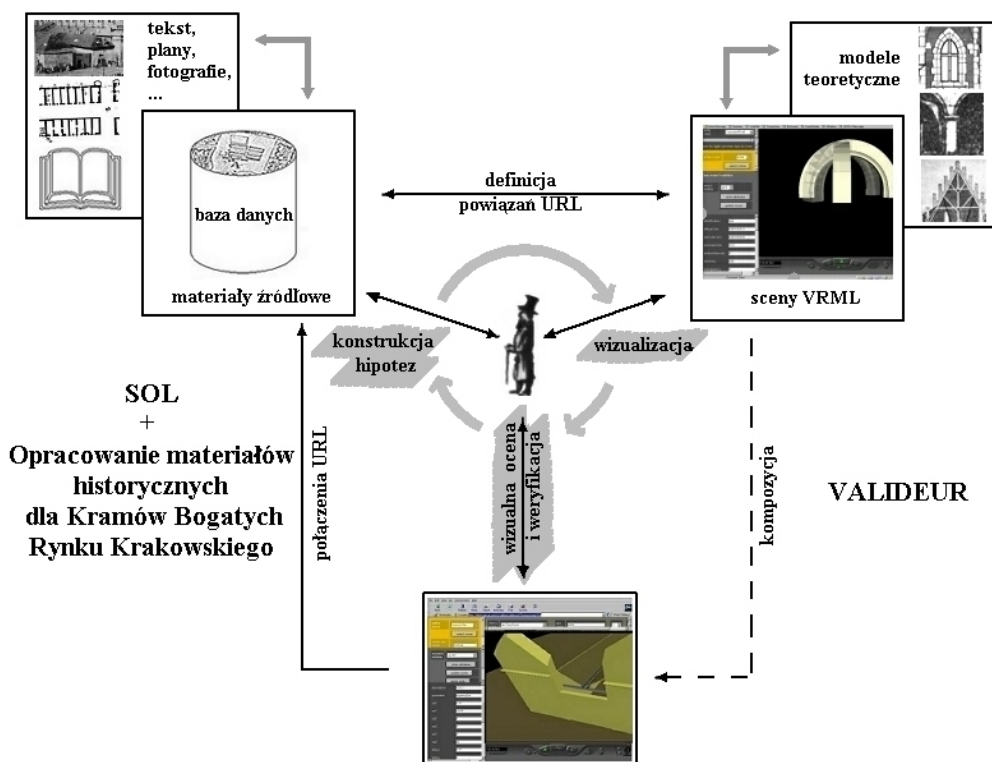 tekst,
plany,
fotografie,
...
baza danych
materiały źródłowe
definicja
powiązań URL
modele
teoretyczne
sceny VRML
konstrukcja
hipotez
wizualizacja
wizualna ocena
i weryfikacja
SOL
+
Opracowanie materiałów
historycznych
dla Kramów Bogatych
Rynku Krakowskiego
połączenia URL
kompozycja
VALIDEUR